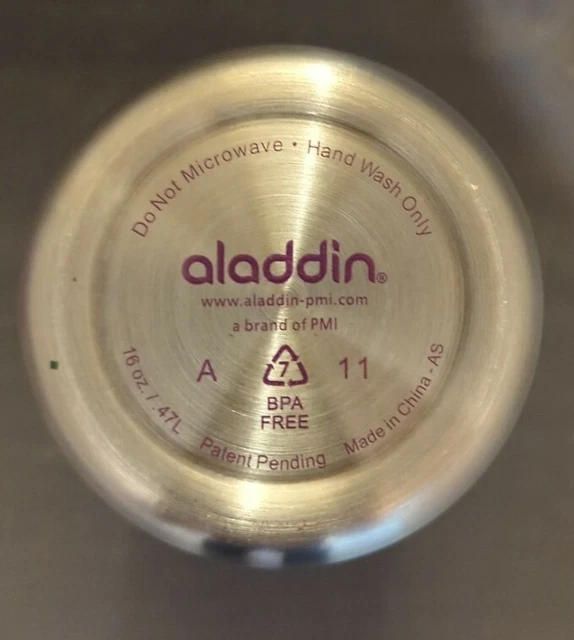 Do Not Microwave • Hand Wash Only
aladdin®
www.aladdin-pmi.com
a brand of PMI
A 7 11
BPA
FREE
16 oz. / .47L
Patent Pending
Made in China - AS